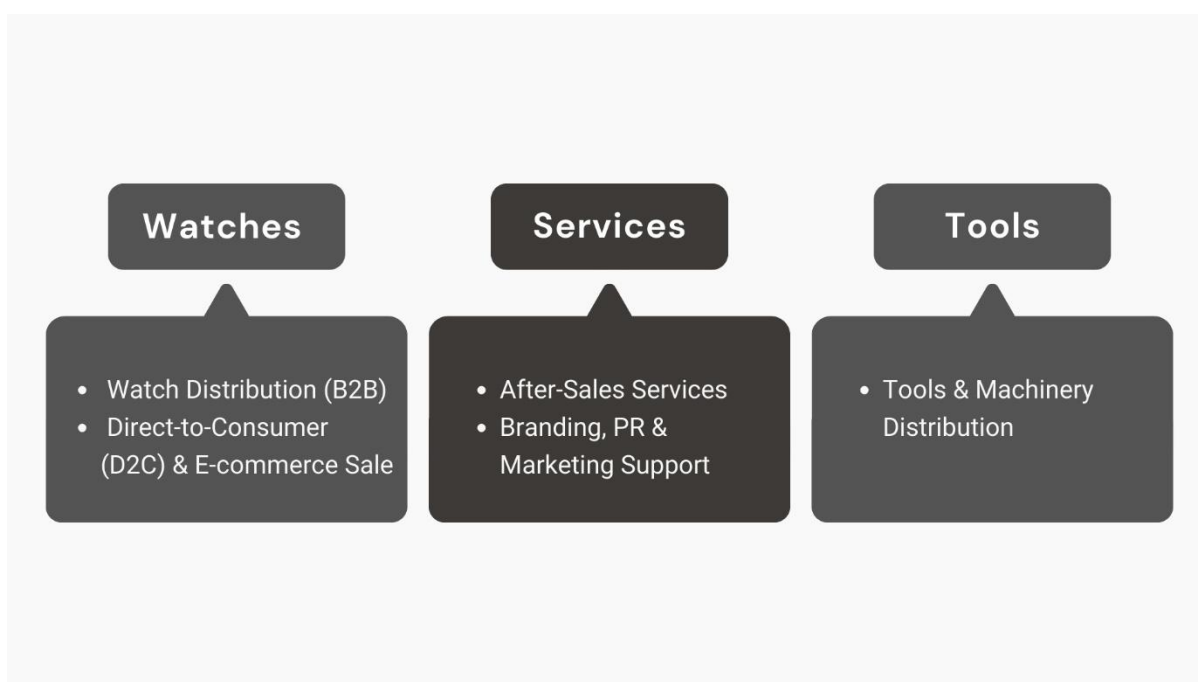 Watches
• Watch Distribution (B2B)
• Direct-to-Consumer
(D2C) & E-commerce Sale
Services
• After-Sales Services
• Branding, PR &
Marketing Support
Tools
• Tools & Machinery
Distribution